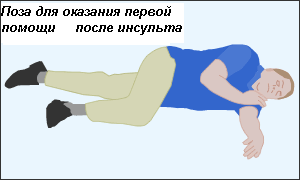 Поза для оказания первой
помощи после инсульта